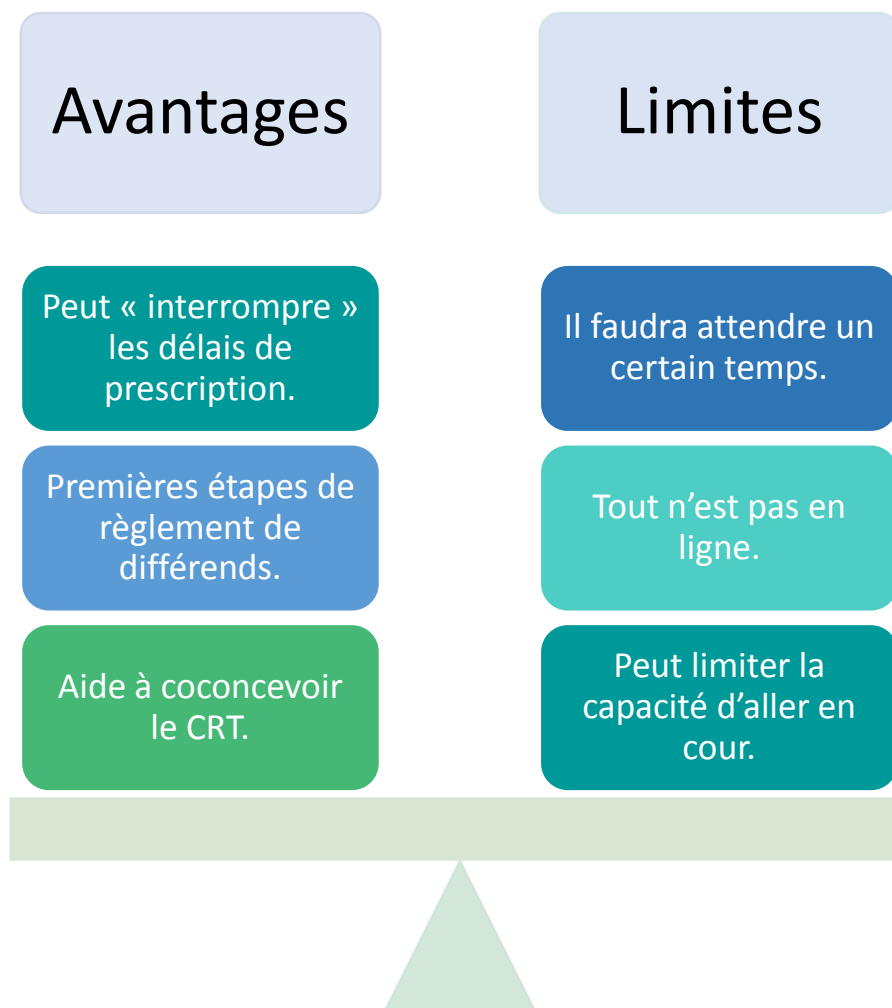 Avantages
Peut « interrompre »
les délais de
prescription.
Premières étapes de
règlement de
différends.
Aide à coconcevoir
le CRT.
Limites
Il faudra attendre un
certain temps.
Tout n’est pas en
ligne.
Peut limiter la
capacité d’aller en
cour.